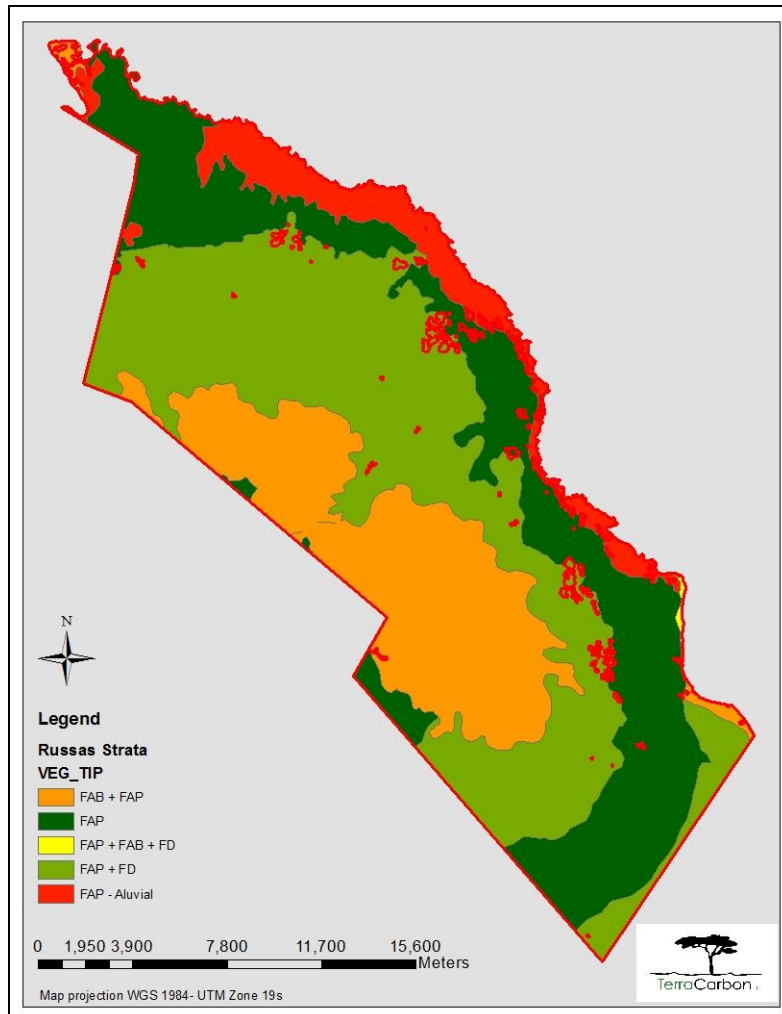 N
Legend
Russas Strata
VEG_TIP
FAB + FAP
FAP
FAP + FAB + FD
FAP + FD
FAP - Aluvial
0 1,950 3,900 7,800 11,700 15,600
Meters
Map projection WGS 1984- UTM Zone 19s
TerraCarbon